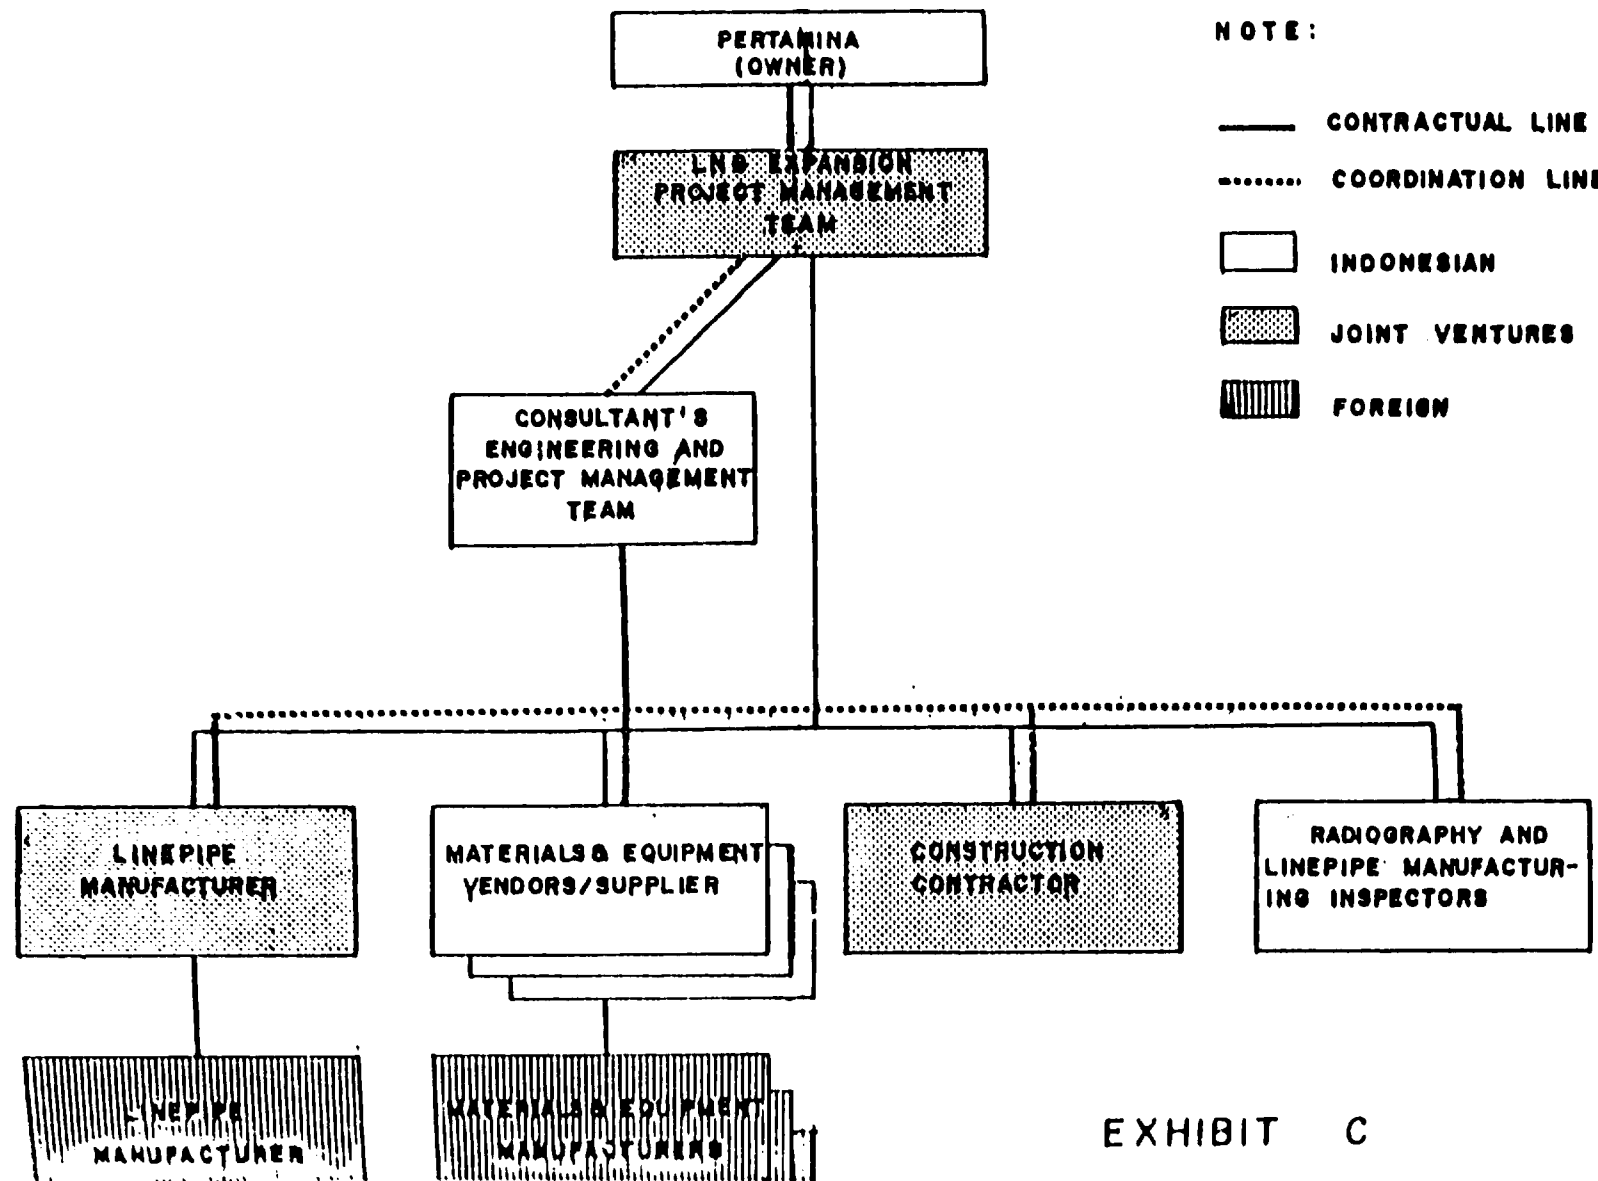 PERTAMINA
(OWNER)
NOTE:
CONTRACTUAL LINE
COORDINATION LINE
INDONESIAN
JOINT VENTURES
FOREIGN
LNG EXPANSION
PROJECT MANAGEMENT
TEAM
CONSULTANT'S
ENGINEERING AND
PROJECT MANAGEMENT
TEAM
LINEPIPE
MANUFACTURER
MATERIALS & EQUIPMENT
VENDORS/SUPPLIER
CONSTRUCTION
CONTRACTOR
RADIOGRAPHY AND
LINEPIPE MANUFACTUR-
ING INSPECTORS
LINEPIPE
MANUFACTURER
MATERIALS & EQUIPMENT
MANUFACTURERS
EXHIBIT C